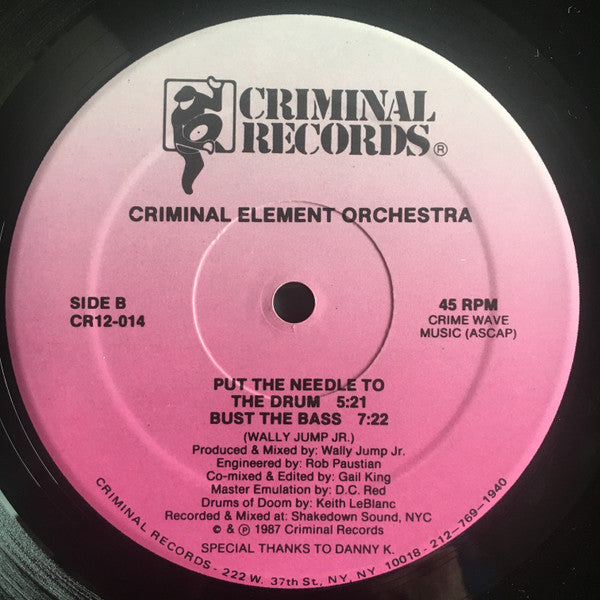 CRIMINAL
RECORDS®
CRIMINAL ELEMENT ORCHESTRA
SIDE B
CR12-014
45 RPM
CRIME WAVE
MUSIC (ASCAP)
PUT THE NEEDLE TO
THE DRUM 5:21
BUST THE BASS 7:22
(WALLY JUMP JR.)
Produced & Mixed by: Wally Jump Jr.
Engineered by: Rob Paustian
Co-mixed & Edited by: Gail King
Master Emulation by: D.C. Red
Drums of Doom by: Keith LeBlanc
Recorded & Mixed at: Shakedown Sound, NYC
© & ℗ 1987 Criminal Records
SPECIAL THANKS TO DANNY K.
CRIMINAL RECORDS - 222 W. 37th St., NY, NY 10018 - 212-769-1940